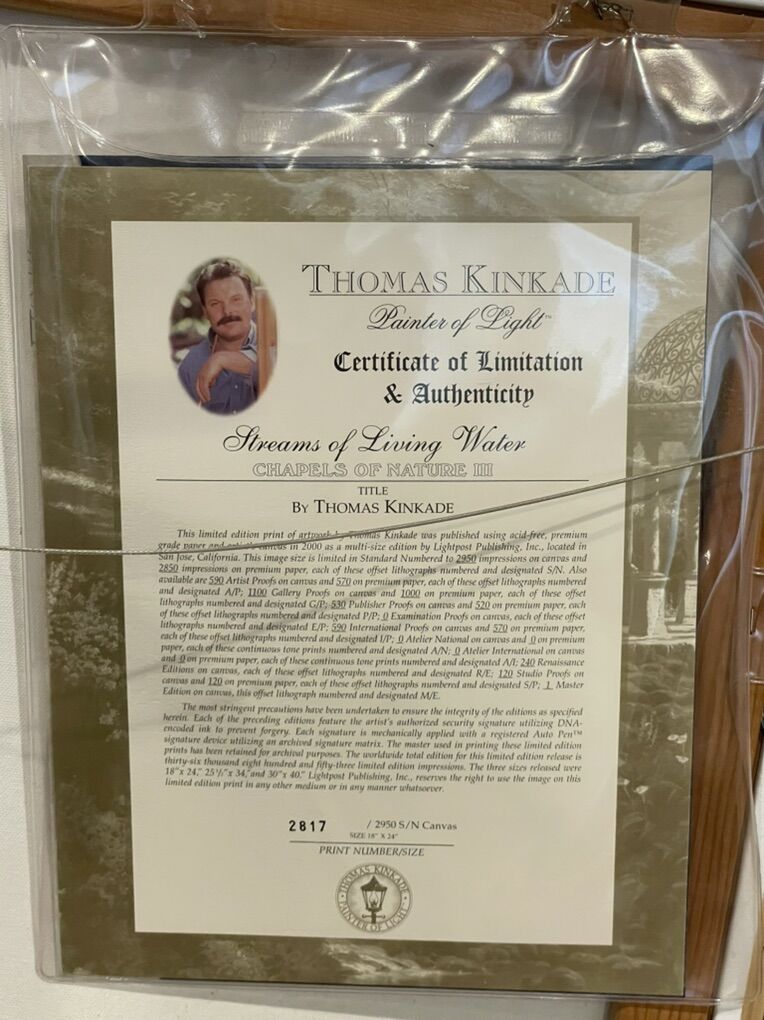 THOMAS KINKADE
Painter of Light™
Certificate of Limitation
& Authenticity
Streams of Living Water
CHAPELS OF NATURE III
TITLE
BY THOMAS KINKADE
This limited edition print of artwork by Thomas Kinkade was published using acid-free, premium
grade paper and artist's canvas in 2000 as a multi-size edition by Lightpost Publishing, Inc., located in
San Jose, California. This image size is limited in Standard Numbered to 2950 impressions on canvas and
2850 impressions on premium paper, each of these offset lithographs numbered and designated S/N. Also
available are 590 Artist Proofs on canvas and 570 on premium paper, each of these offset lithographs numbered
and designated A/P; 1100 Gallery Proofs on canvas and 1000 on premium paper, each of these offset
lithographs numbered and designated G/P; 530 Publisher Proofs on canvas and 520 on premium paper, each
of these offset lithographs numbered and designated P/P; 0 Examination Proofs on canvas, each of these offset
lithographs numbered and designated E/P; 590 International Proofs on canvas and 570 on premium paper,
each of these offset lithographs numbered and designated I/P; 0 Atelier National on canvas and 0 on premium
paper, each of these continuous tone prints numbered and designated A/N; 0 Atelier International on canvas
and 0 on premium paper, each of these continuous tone prints numbered and designated A/I; 240 Renaissance
Editions on canvas, each of these offset lithographs numbered and designated R/E; 120 Studio Proofs on
canvas and 120 on premium paper, each of these offset lithographs numbered and designated S/P; 1 Master
Edition on canvas, this offset lithograph numbered and designated M/E.
The most stringent precautions have been undertaken to ensure the integrity of the editions as specified
herein. Each of the preceding editions feature the artist's authorized security signature utilizing DNA-
encoded ink to prevent forgery. Each signature is mechanically applied with a registered Auto Pen™
signature device utilizing an archived signature matrix. The master used in printing these limited edition
prints has been retained for archival purposes. The worldwide total edition for this limited edition release is
thirty-six thousand eight hundred and fifty-three limited edition impressions. The three sizes released were
18"x 24," 25 1/2"x 34," and 30"x 40." Lightpost Publishing, Inc., reserves the right to use the image on this
limited edition print in any other medium or in any manner whatsoever.
2817 / 2950 S/N Canvas
SIZE 18" X 24"
PRINT NUMBER/SIZE
THOMAS KINKADE
PAINTER OF LIGHT